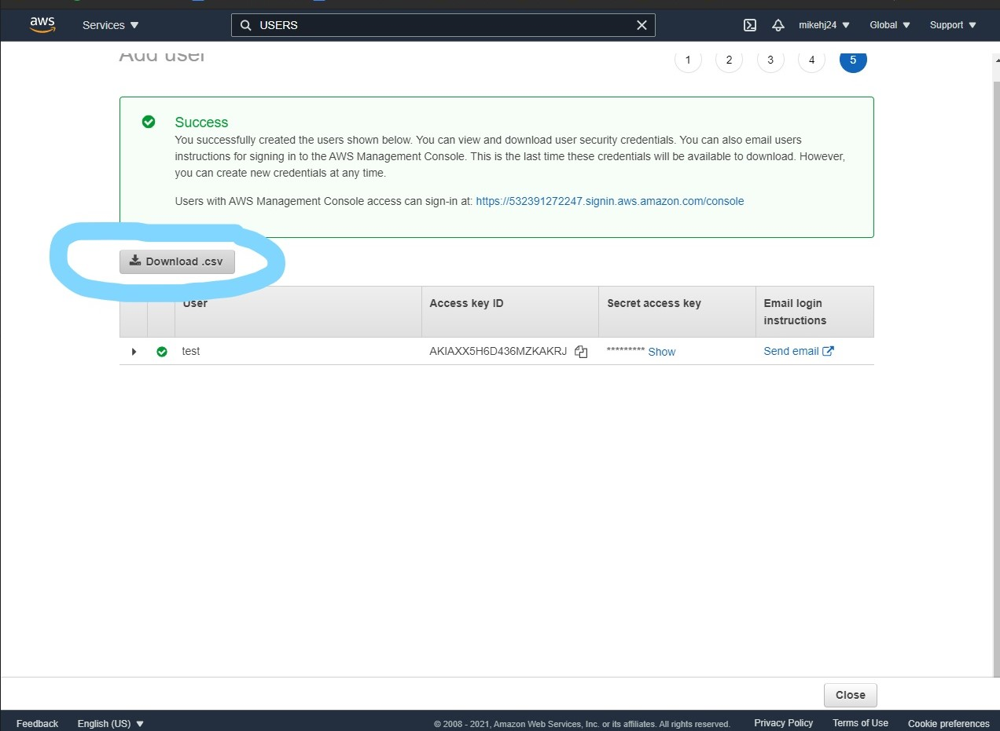 aws Services USERS mikehj24 Global Support
Add user
1 2 3 4 5
Success
You successfully created the users shown below. You can view and download user security credentials. You can also email users
instructions for signing in to the AWS Management Console. This is the last time these credentials will be available to download. However,
you can create new credentials at any time.
Users with AWS Management Console access can sign-in at: https://532391272247.signin.aws.amazon.com/console
Download .csv
User Access key ID Secret access key Email login
instructions
test AKIAXX5H6D436MZKAKRJ ********* Show Send email
Close
Feedback English (US) © 2008 - 2021, Amazon Web Services, Inc. or its affiliates. All rights reserved. Privacy Policy Terms of Use Cookie preferences